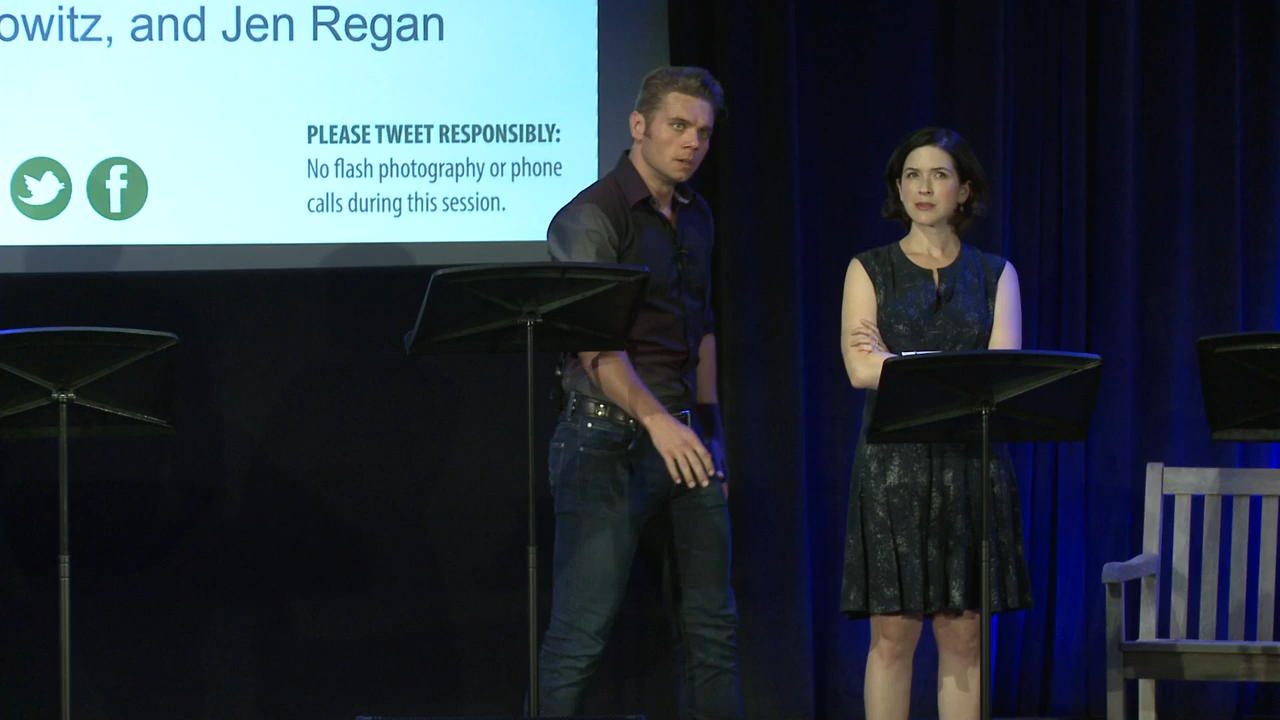 owitz, and Jen Regan
PLEASE TWEET RESPONSIBLY:
No flash photography or phone
calls during this session.